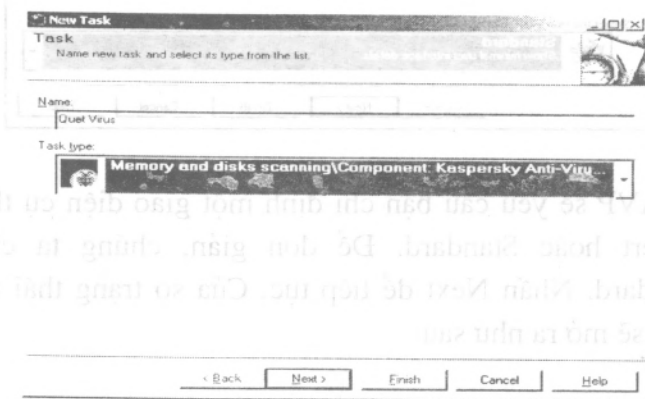 New Task
Task
Name new task and select its type from the list.
Standard
Name:
Quet Virus
Task type:
Memory and disks scanning\Component: Kaspersky Anti-Viru...
sẽ yêu cầu bạn chỉ định một giao diện cụ
hoặc Standard. Để đơn giản, chúng ta
Nhấn Next để tiếp tục. Cửa sổ trạng thái
sẽ mở ra như sau
< Back Next > Finish Cancel Help